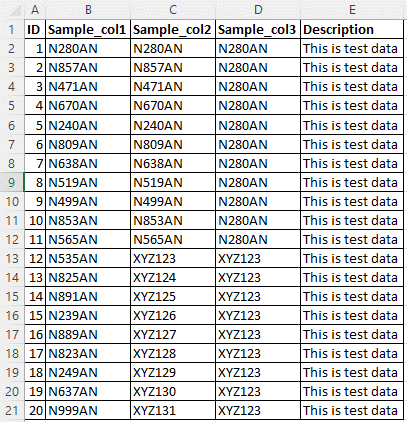 A B C D E
1 ID Sample_col1 Sample_col2 Sample_col3 Description
2 1 N280AN N280AN N280AN This is test data
3 2 N857AN N857AN N280AN This is test data
4 3 N471AN N471AN N280AN This is test data
5 4 N670AN N670AN N280AN This is test data
6 5 N240AN N240AN N280AN This is test data
7 6 N809AN N809AN N280AN This is test data
8 7 N638AN N638AN N280AN This is test data
9 8 N519AN N519AN N280AN This is test data
10 9 N499AN N499AN N280AN This is test data
11 10 N853AN N853AN N280AN This is test data
12 11 N565AN N565AN N280AN This is test data
13 12 N535AN XYZ123 XYZ123 This is test data
14 13 N825AN XYZ124 XYZ123 This is test data
15 14 N891AN XYZ125 XYZ123 This is test data
16 15 N239AN XYZ126 XYZ123 This is test data
17 16 N889AN XYZ127 XYZ123 This is test data
18 17 N823AN XYZ128 XYZ123 This is test data
19 18 N249AN XYZ129 XYZ123 This is test data
20 19 N637AN XYZ130 XYZ123 This is test data
21 20 N999AN XYZ131 XYZ123 This is test data